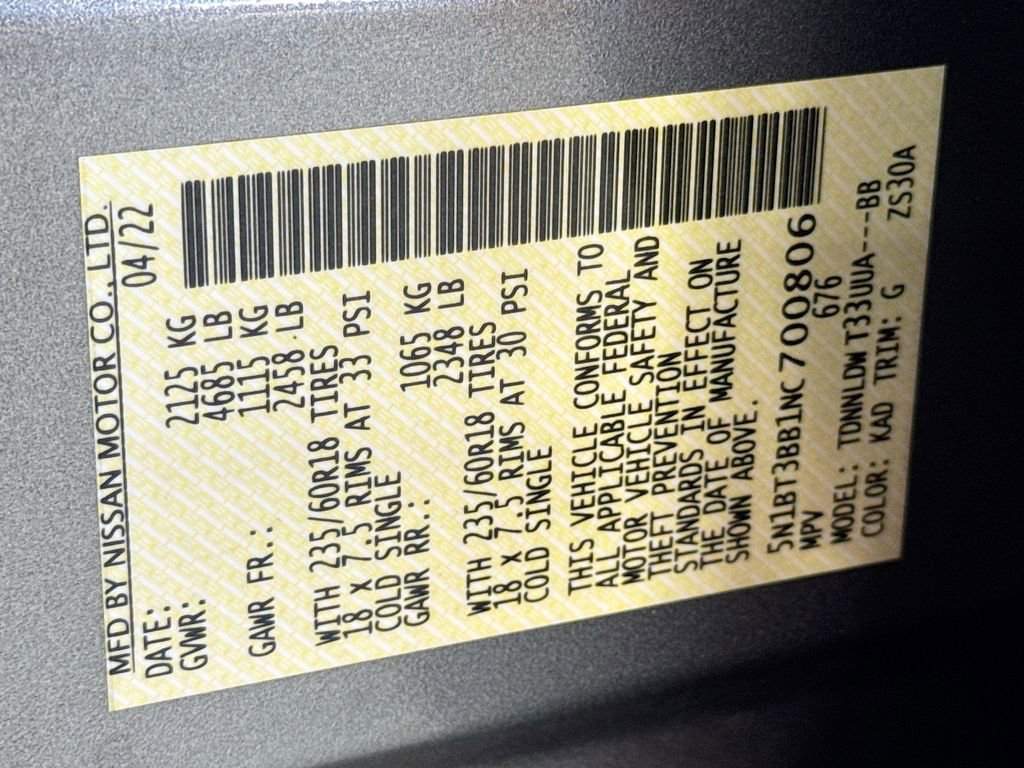 MFD BY NISSAN MOTOR CO., LTD.
DATE: 04/22
GVWR: 2125 KG
4685 LB
GAWR FR.: 1115 KG
2458 LB
WITH 235/60R18 TIRES
18 X 7.5 RIMS AT 33 PSI
COLD SINGLE
GAWR RR.: 1065 KG
2348 LB
WITH 235/60R18 TIRES
18 X 7.5 RIMS AT 30 PSI
COLD SINGLE
THIS VEHICLE CONFORMS TO
ALL APPLICABLE FEDERAL
MOTOR VEHICLE SAFETY AND
THEFT PREVENTION
STANDARDS IN EFFECT ON
THE DATE OF MANUFACTURE
SHOWN ABOVE.
5N1BT3BB1NC700806
MPV 676
MODEL: TDNNLDWT33UUA---BB
COLOR: KAD TRIM: G ZS30A